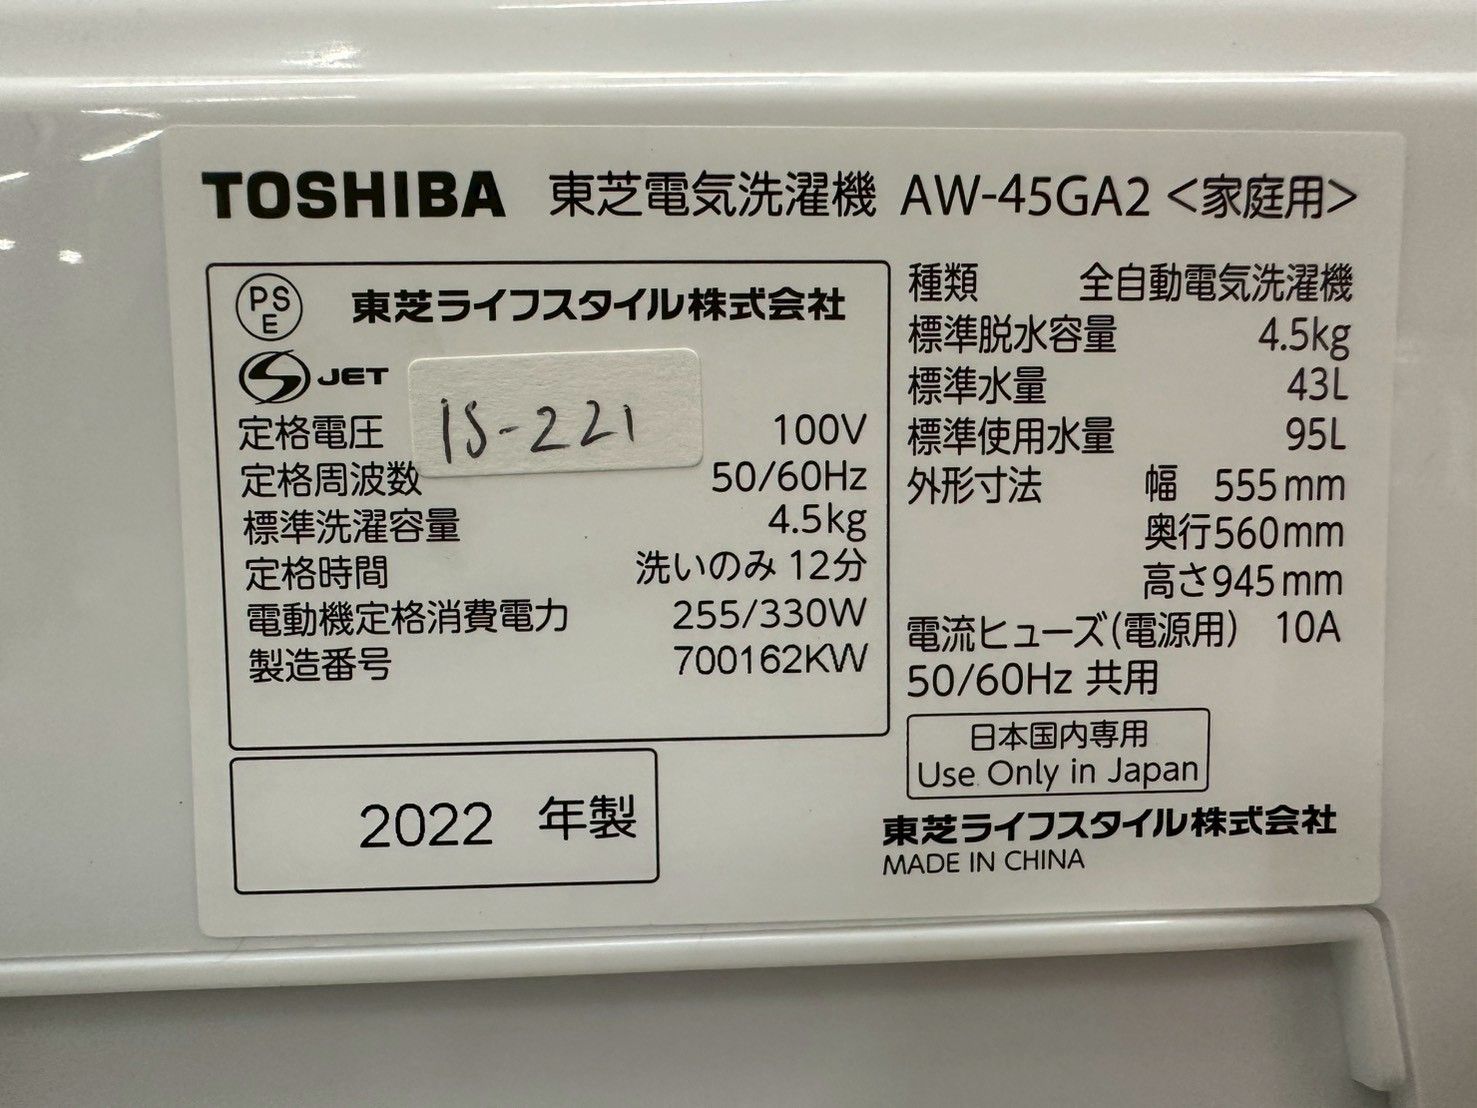 TOSHIBA 東芝電気洗濯機 AW-45GA2 <家庭用>
PSE 東芝ライフスタイル株式会社
S JET
IS-221
定格電圧 100V
定格周波数 50/60Hz
標準洗濯容量 4.5kg
定格時間 洗いのみ 12分
電動機定格消費電力 255/330W
製造番号 700162KW
2022 年製
種類 全自動電気洗濯機
標準脱水容量 4.5kg
標準水量 43L
標準使用水量 95L
外形寸法 幅 555mm
奥行560mm
高さ945mm
電流ヒューズ(電源用) 10A
50/60Hz 共用
日本国内専用
Use Only in Japan
東芝ライフスタイル株式会社
MADE IN CHINA